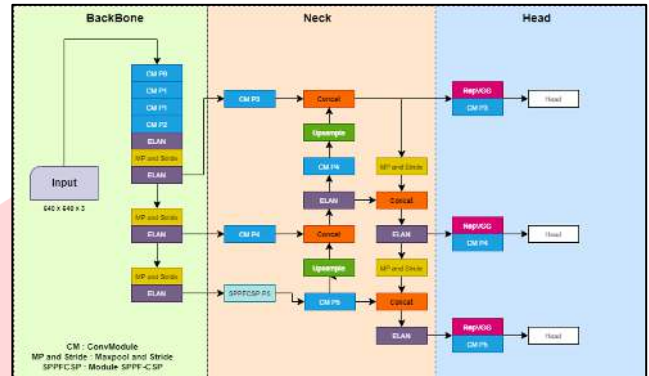 BackBone
Neck
Head
CM P0
CM P1
CM P1
CM P2
ELAN
MP and Stride
ELAN
Input
640 x 640 x 3
MP and Stride
ELAN
MP and Stride
ELAN
CM : ConvModule
MP and Stride : Maxpool and Stride
SPPFCSP : Module SPPF-CSP
CM P3
Concat
Upsample
CM P4
MP and Stride
ELAN
Concat
CM P4
Concat
ELAN
Upsample
MP and Stride
SPPFCSP P5
CM P5
Concat
ELAN
RepVGG
CM P3
Head
RepVGG
CM P4
Head
RepVGG
CM P5
Head